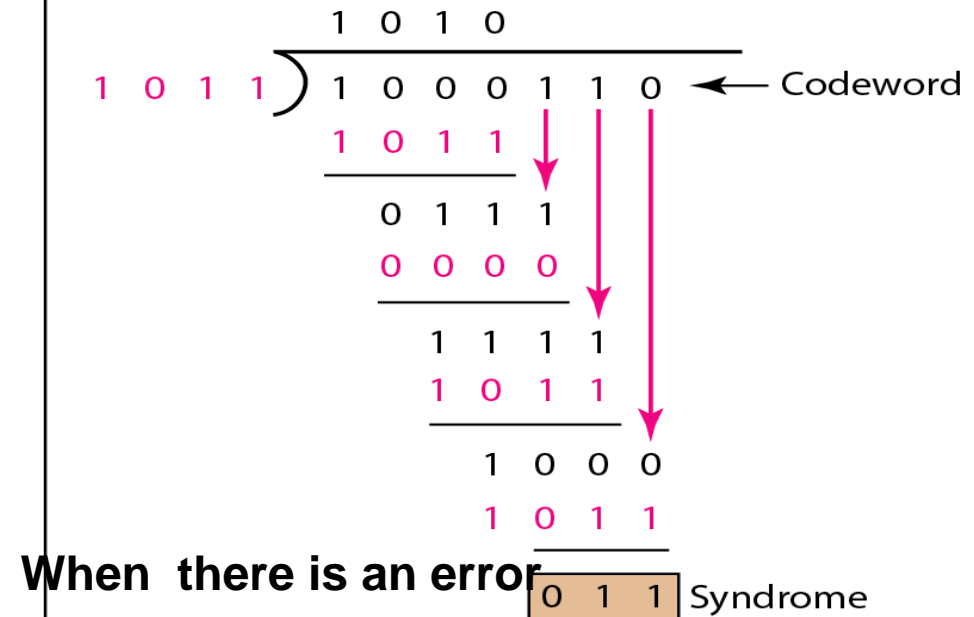 1 0 1 0
1 0 1 1 1 0 0 0 1 1 0 Codeword
1 0 1 1
0 1 1 1
0 0 0 0
1 1 1 1
1 0 1 1
1 0 0 0
1 0 1 1
When there is an error
0 1 1 Syndrome